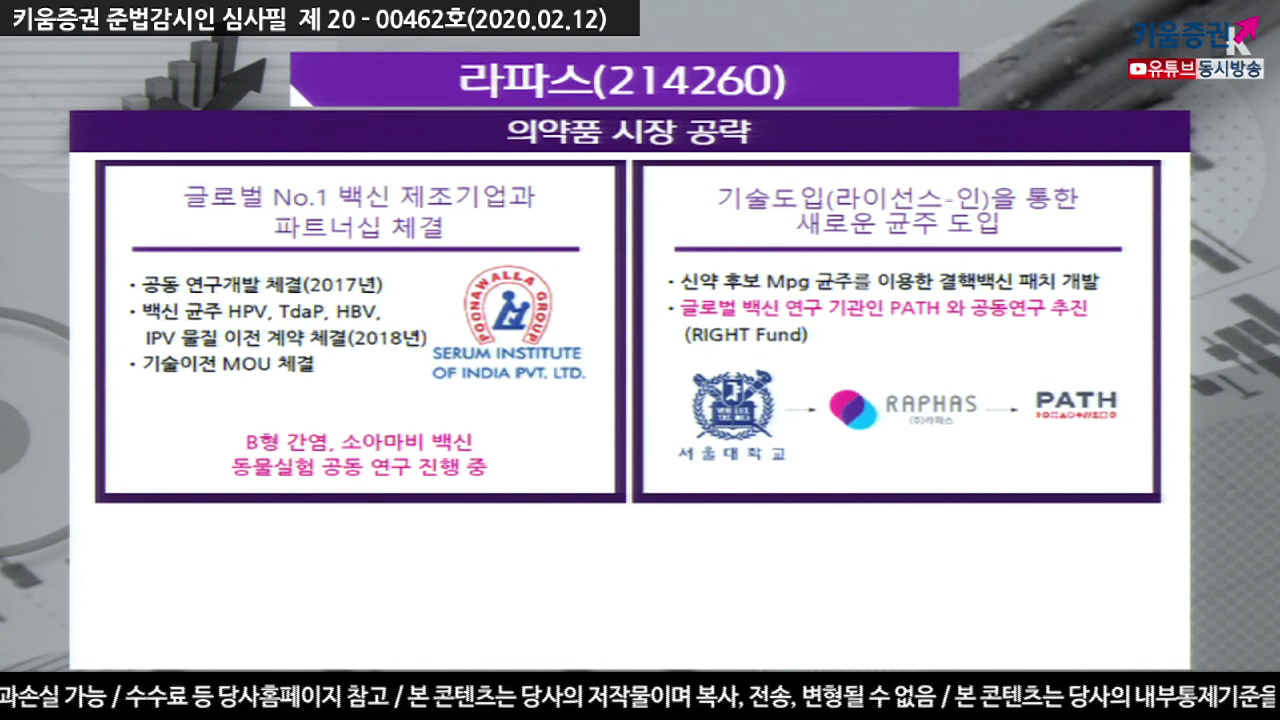 키움증권 준법감시인 심사필 제 20 - 00462호(2020.02.12)
키움증권
유튜브동시방송
라파스(214260)
의약품 시장 공략
글로벌 No.1 백신 제조기업과
파트너십 체결
• 공동 연구개발 체결(2017년)
• 백신 균주 HPV, TdaP, HBV,
IPV 물질 이전 계약 체결(2018년)
• 기술이전 MOU 체결
POONAWALLA GROUP
SERUM INSTITUTE
OF INDIA PVT. LTD.
B형 간염, 소아마비 백신
동물실험 공동 연구 진행 중
기술도입(라이선스-인)을 통한
새로운 균주 도입
• 신약 후보 Mpg 균주를 이용한 결핵백신 패치 개발
• 글로벌 백신 연구 기관인 PATH 와 공동연구 추진
(RIGHT Fund)
서울대학교
RAPHAS
(주)라파스
PATH
과손실 가능 / 수수료 등 당사홈페이지 참고 / 본 콘텐츠는 당사의 저작물이며 복사, 전송, 변형될 수 없음 / 본 콘텐츠는 당사의 내부통제기준을